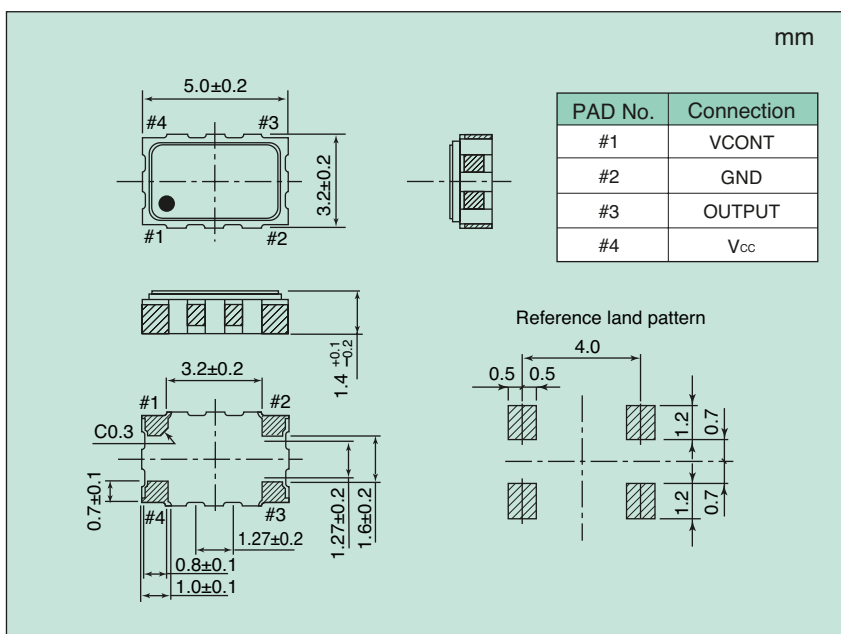 mm
5.0±0.2
#4 #3
3.2±0.2
#1 #2
PAD No. Connection
#1 VCONT
#2 GND
#3 OUTPUT
#4 Vcc
1.4 +0.1 −0.2
Reference land pattern
4.0
0.5 0.5
1.2 0.7
1.2 0.7
3.2±0.2
#1 #2
C0.3
0.7±0.1
#4 #3
1.27±0.2
1.6±0.2
1.27±0.2
0.8±0.1
1.0±0.1